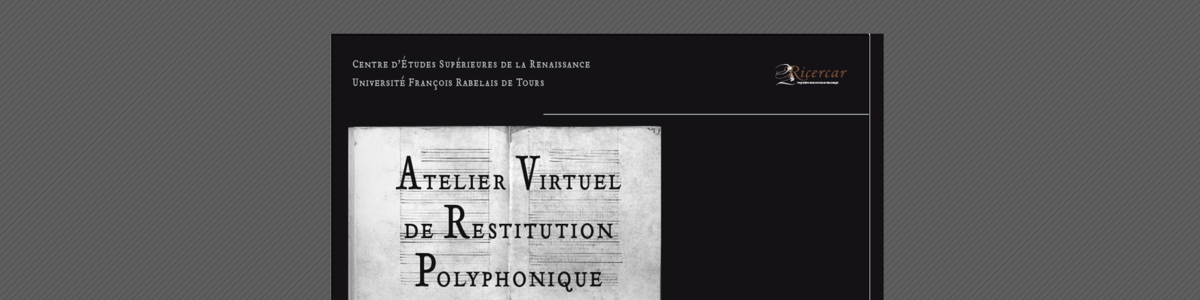 Centre d'Études Supérieures de la Renaissance
Université François Rabelais de Tours
Ricercar
Atelier Virtuel
de Restitution
Polyphonique